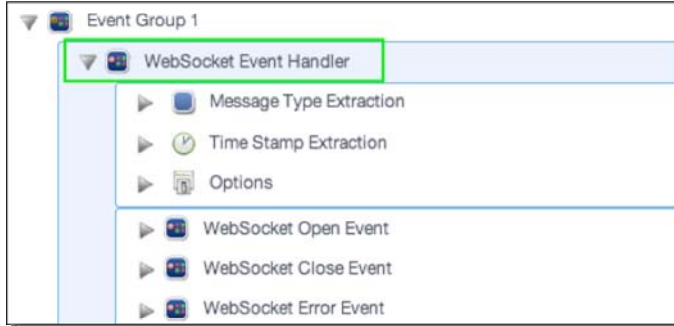 Event Group 1
WebSocket Event Handler
Message Type Extraction
Time Stamp Extraction
Options
WebSocket Open Event
WebSocket Close Event
WebSocket Error Event